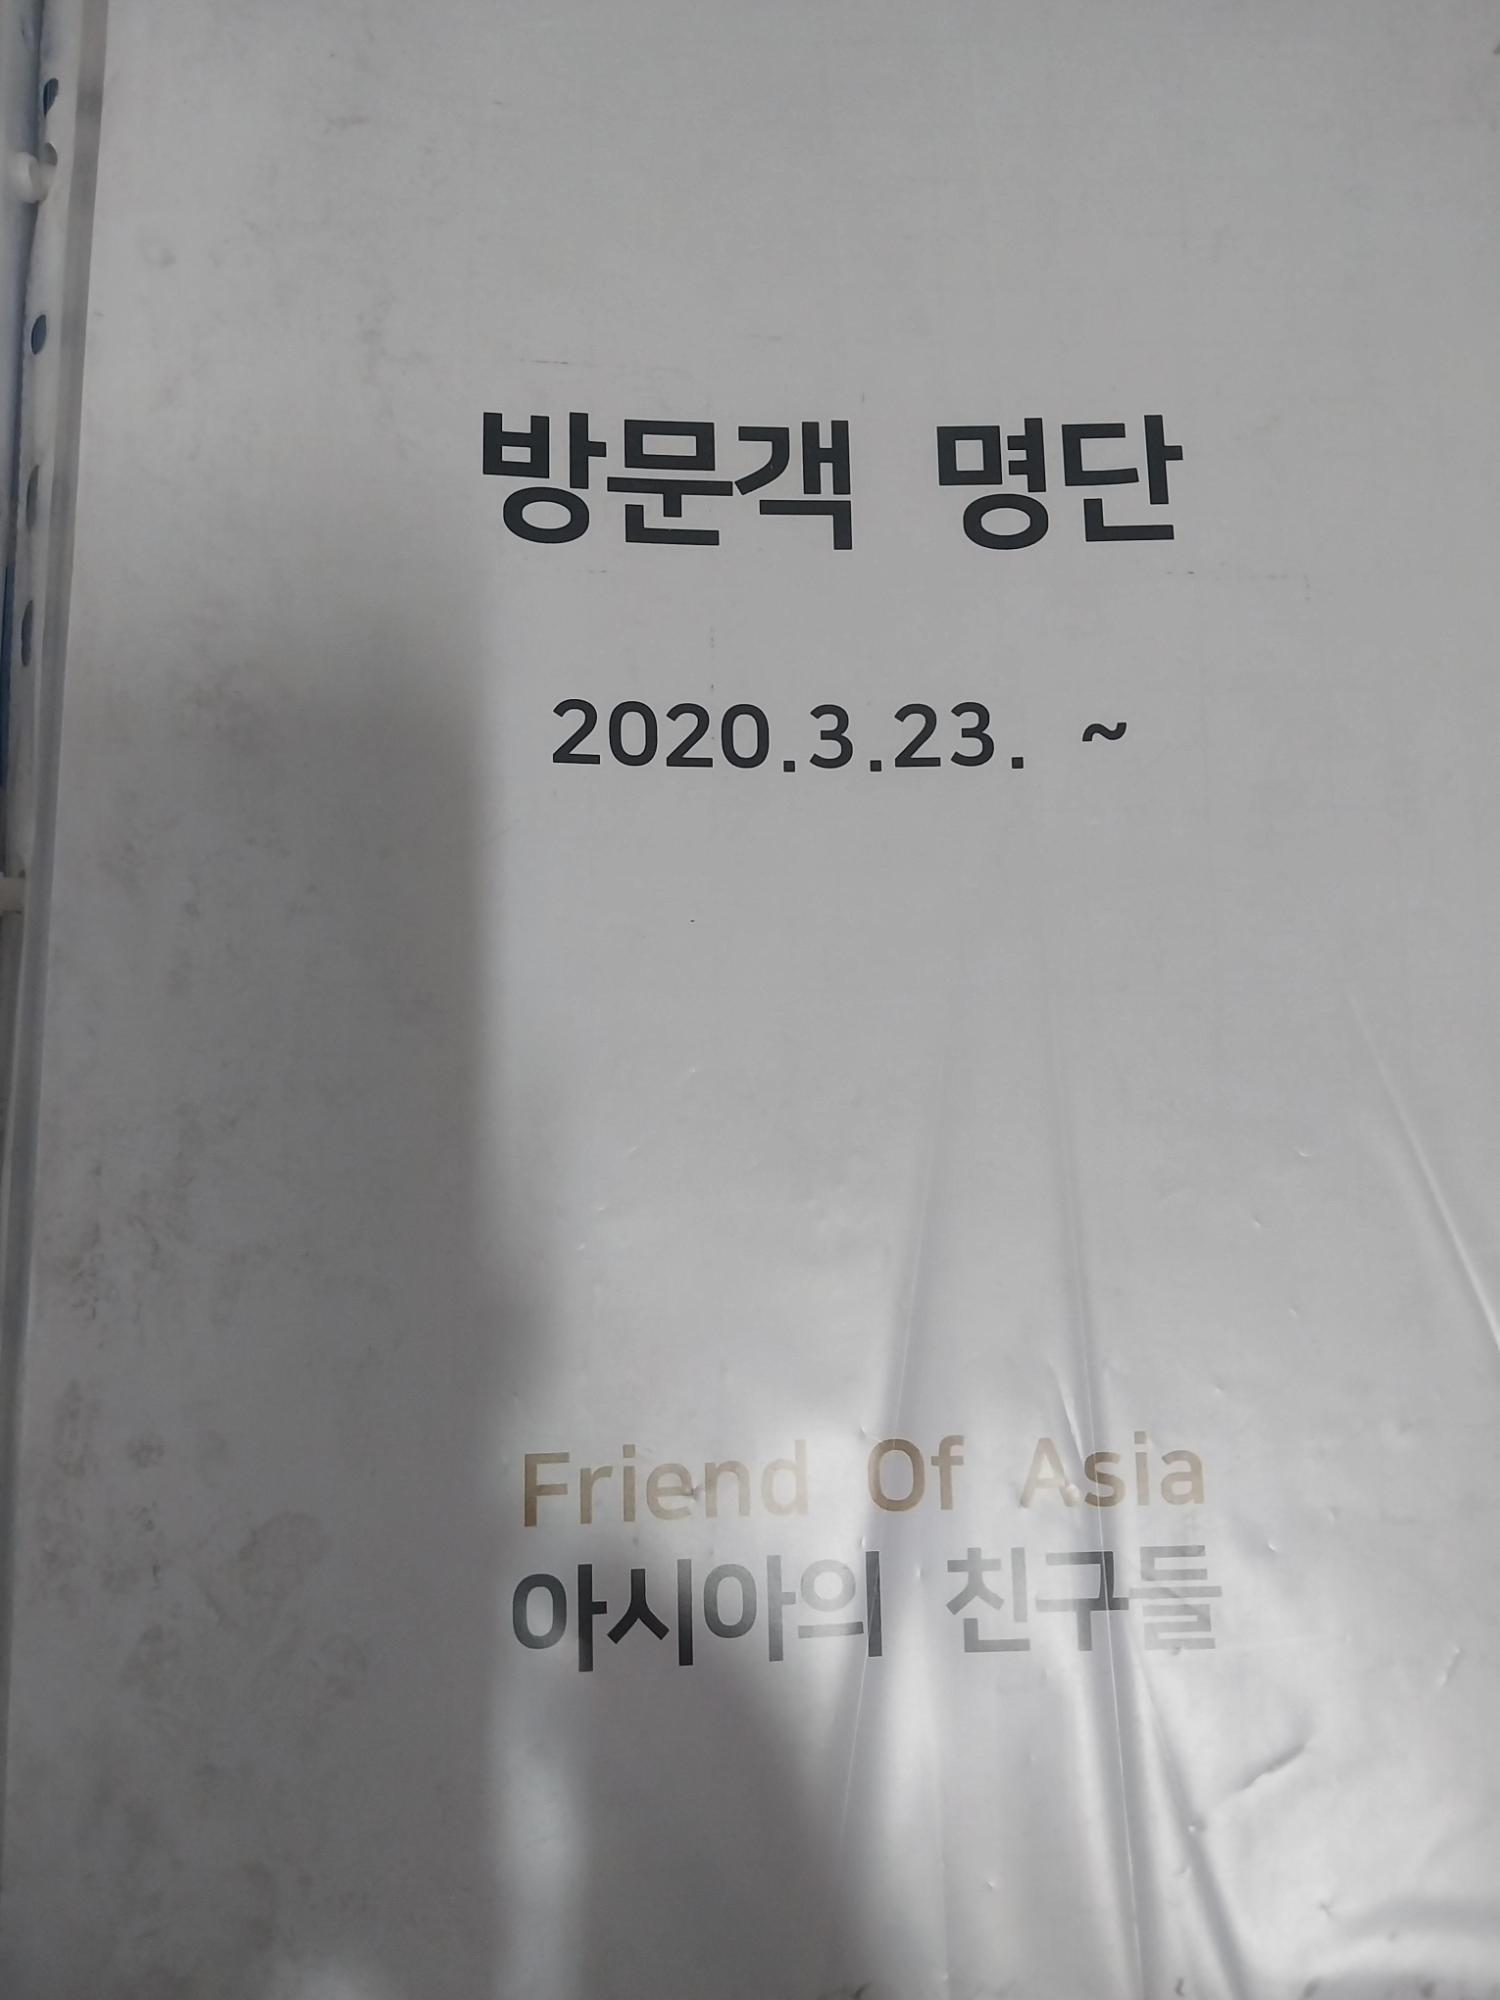 방문객 명단
2020.3.23. ~
Friend Of Asia
아시아의 친구들